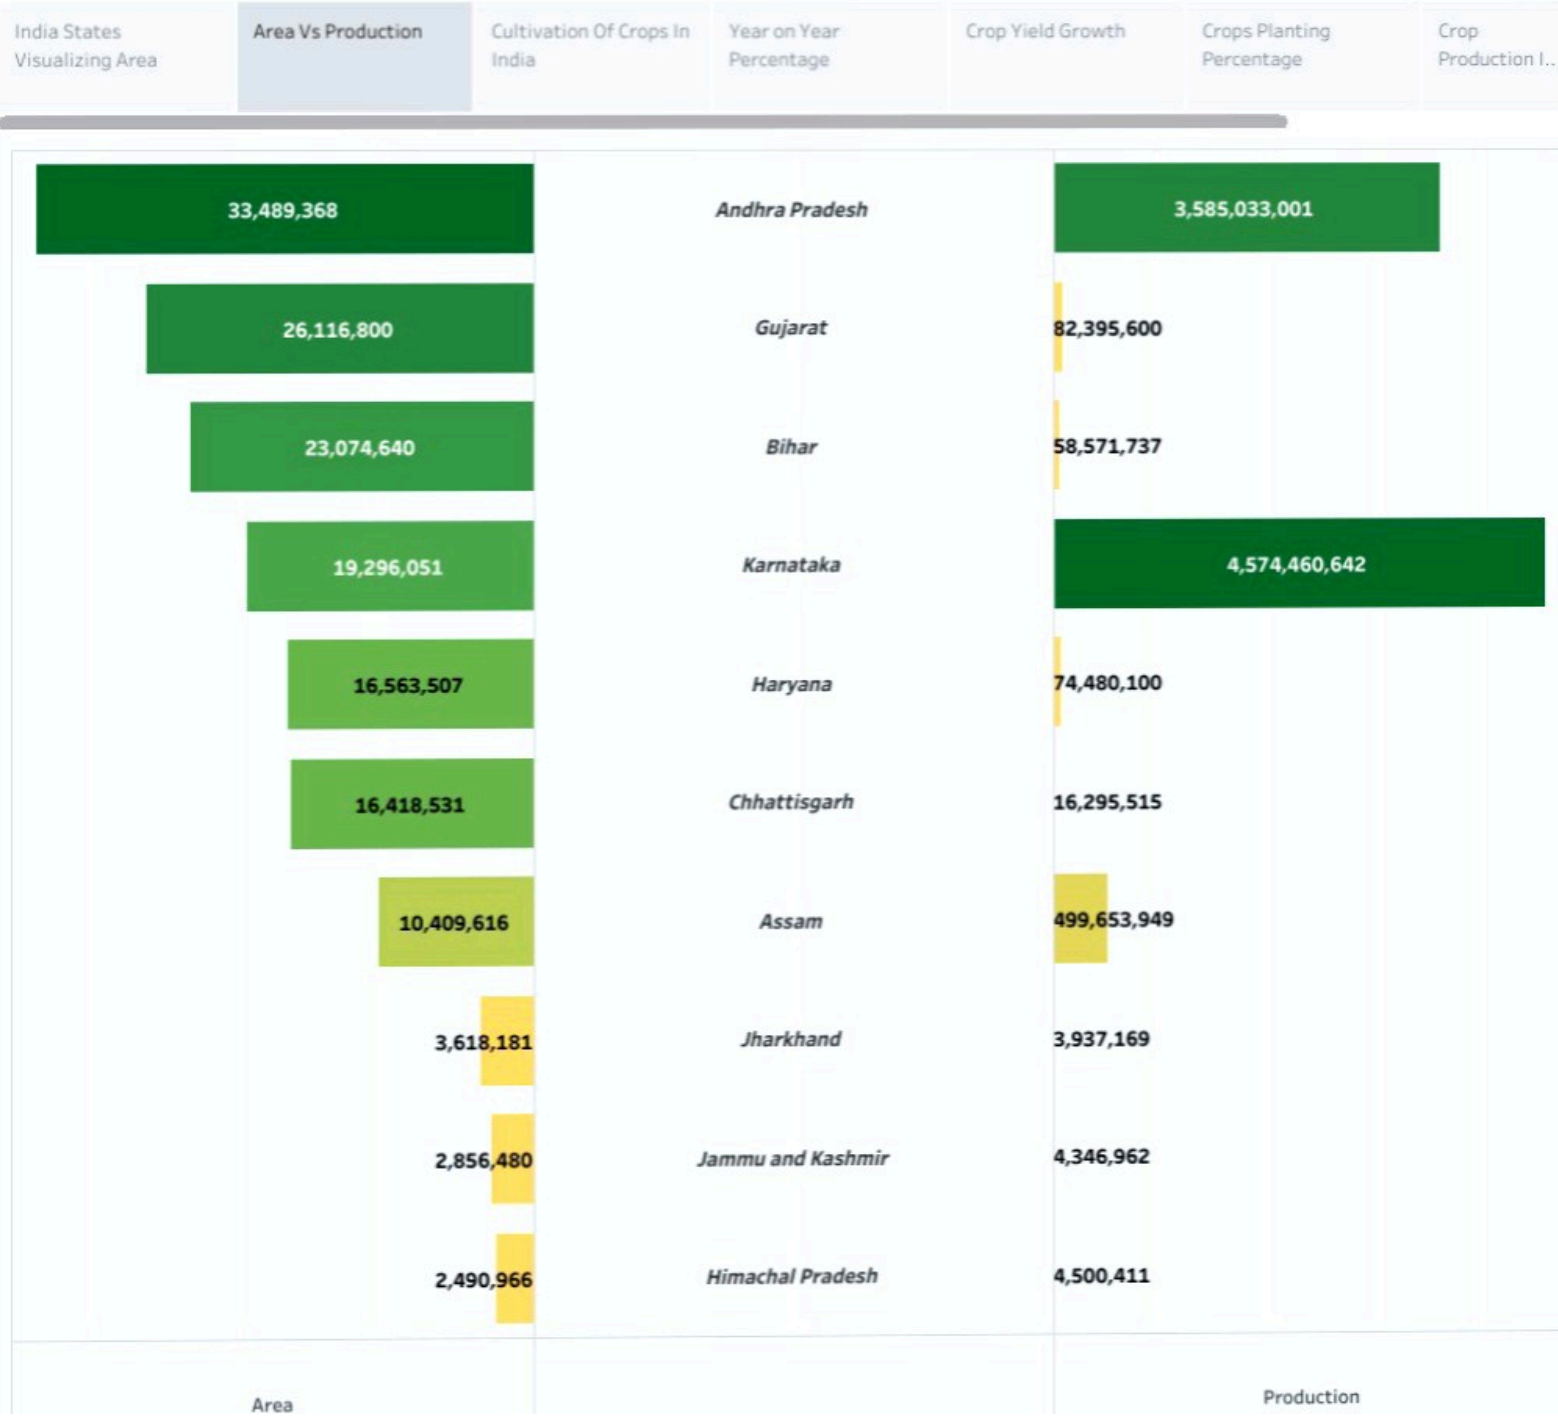 India States
Visualizing Area
Area Vs Production
Cultivation Of Crops In
India
Year on Year
Percentage
Crop Yield Growth
Crops Planting
Percentage
Crop
Production I..
33,489,368 Andhra Pradesh 3,585,033,001
26,116,800 Gujarat 82,395,600
23,074,640 Bihar 58,571,737
19,296,051 Karnataka 4,574,460,642
16,563,507 Haryana 74,480,100
16,418,531 Chhattisgarh 16,295,515
10,409,616 Assam 499,653,949
3,618,181 Jharkhand 3,937,169
2,856,480 Jammu and Kashmir 4,346,962
2,490,966 Himachal Pradesh 4,500,411
Area Production